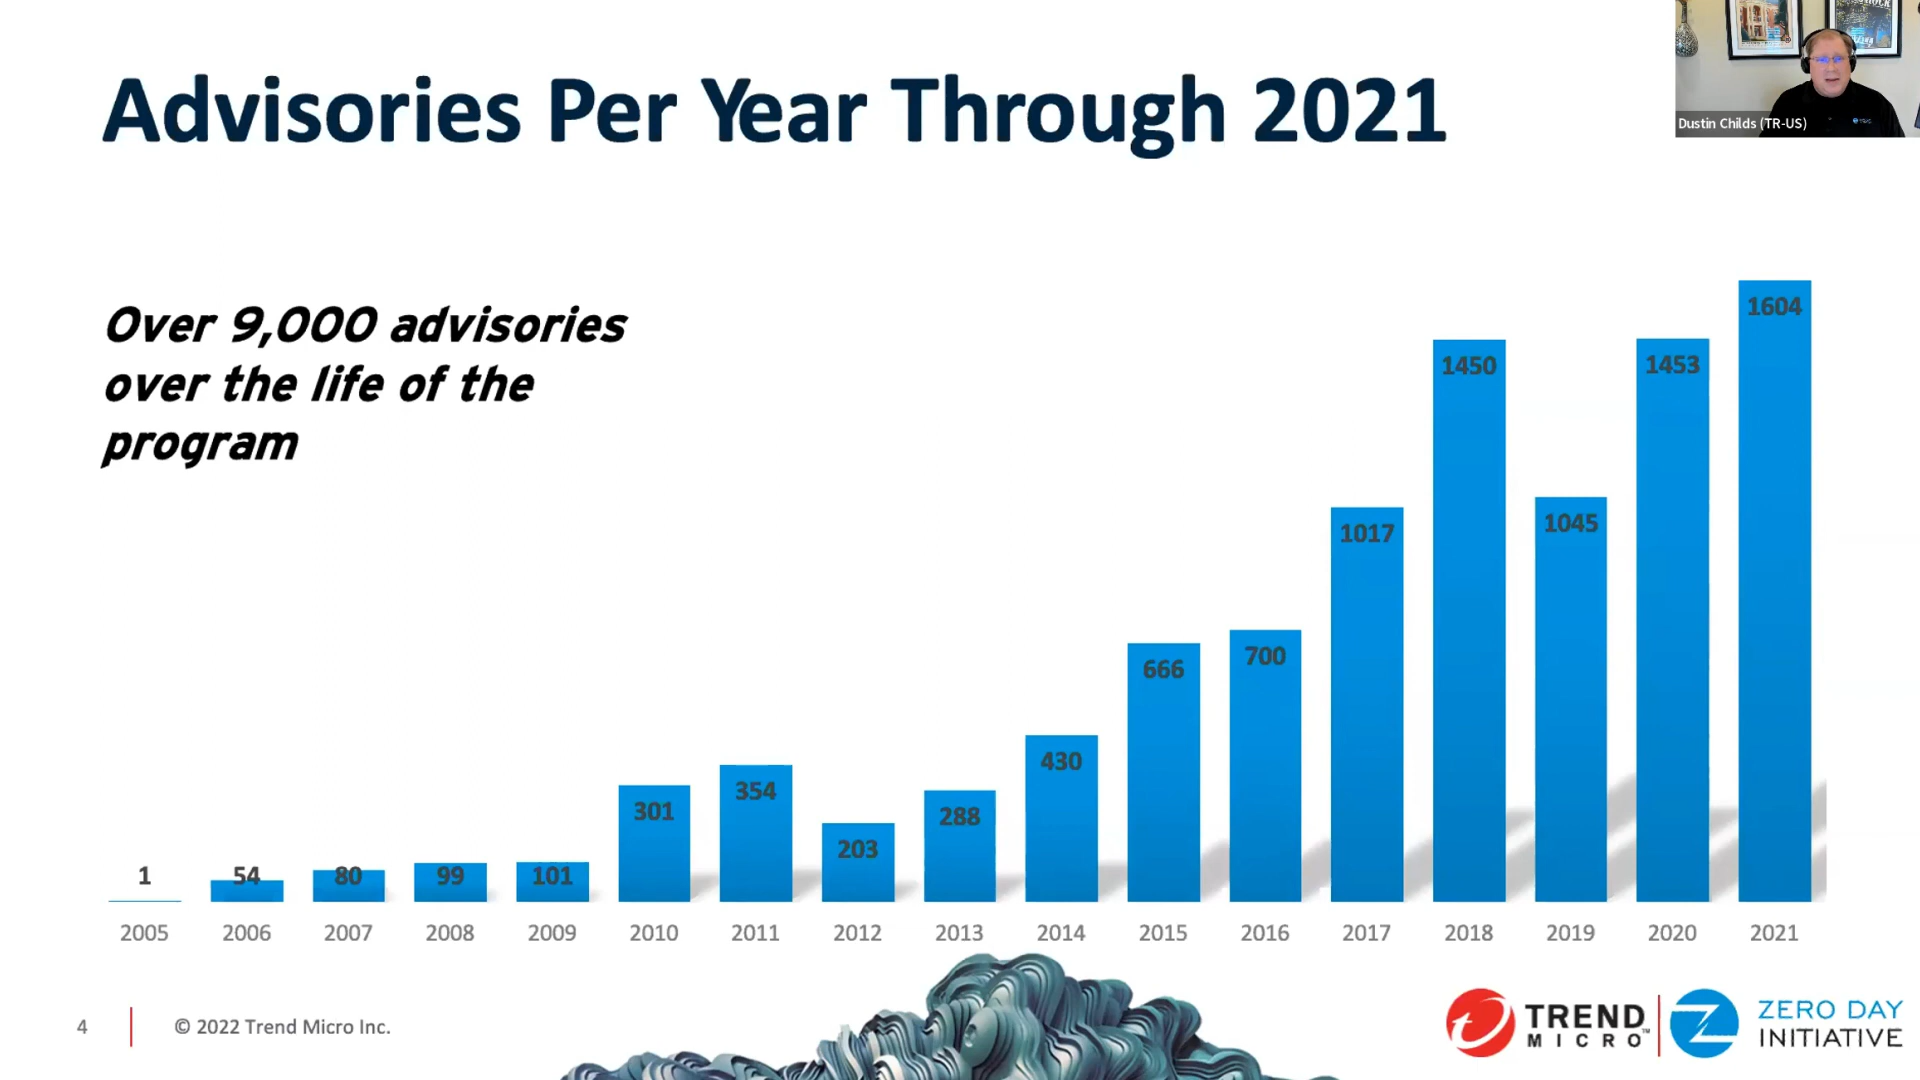 Advisories Per Year Through 2021
Dustin Childs (TR-US)
Over 9,000 advisories
over the life of the
program
1
54
80
99
101
301
354
203
288
430
666
700
1017
1450
1045
1453
1604
2005 2006 2007 2008 2009 2010 2011 2012 2013 2014 2015 2016 2017 2018 2019 2020 2021
4
© 2022 Trend Micro Inc.
TREND
MICRO™
ZERO DAY
INITIATIVE